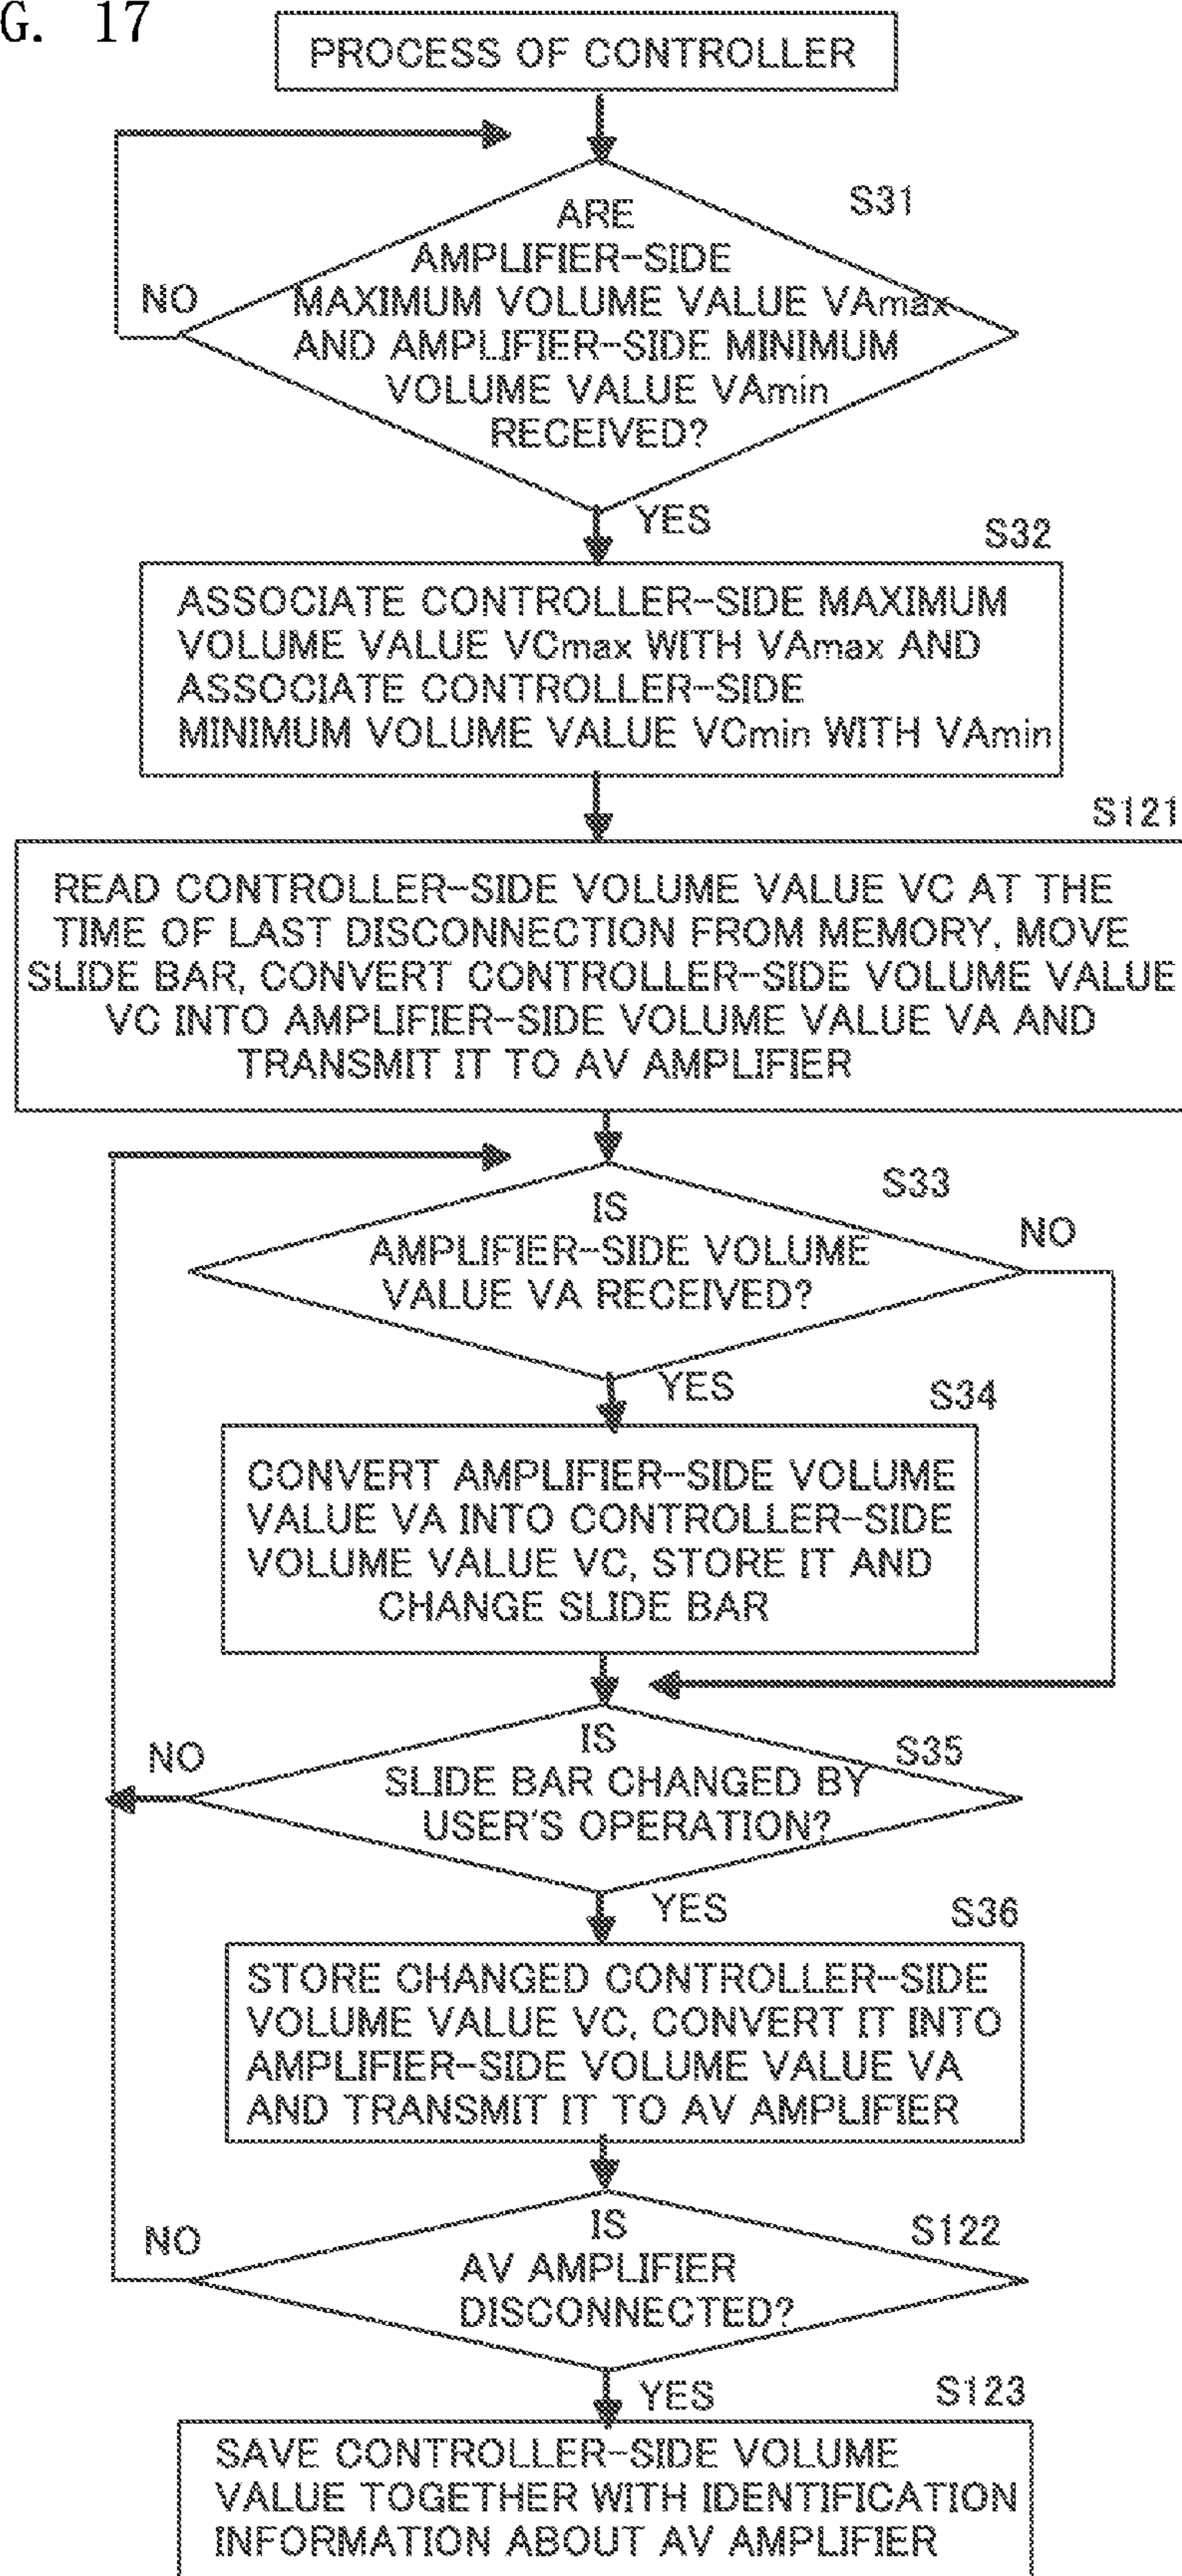 G. 17
PROCESS OF CONTROLLER
S31
ARE
AMPLIFIER-SIDE
MAXIMUM VOLUME VALUE VAmax
AND AMPLIFIER-SIDE MINIMUM
VOLUME VALUE VAmin
RECEIVED?
NO
YES
S32
ASSOCIATE CONTROLLER-SIDE MAXIMUM
VOLUME VALUE VCmax WITH VAmax AND
ASSOCIATE CONTROLLER-SIDE
MINIMUM VOLUME VALUE VCmin WITH VAmin
S121
READ CONTROLLER-SIDE VOLUME VALUE VC AT THE
TIME OF LAST DISCONNECTION FROM MEMORY, MOVE
SLIDE BAR, CONVERT CONTROLLER-SIDE VOLUME VALUE
VC INTO AMPLIFIER-SIDE VOLUME VALUE VA AND
TRANSMIT IT TO AV AMPLIFIER
S33
IS
AMPLIFIER-SIDE VOLUME
VALUE VA RECEIVED?
NO
YES
S34
CONVERT AMPLIFIER-SIDE VOLUME
VALUE VA INTO CONTROLLER-SIDE
VOLUME VALUE VC, STORE IT AND
CHANGE SLIDE BAR
S35
IS
SLIDE BAR CHANGED BY
USER'S OPERATION?
NO
YES
S36
STORE CHANGED CONTROLLER-SIDE
VOLUME VALUE VC, CONVERT IT INTO
AMPLIFIER-SIDE VOLUME VALUE VA
AND TRANSMIT IT TO AV AMPLIFIER
S122
IS
AV AMPLIFIER
DISCONNECTED?
NO
YES
S123
SAVE CONTROLLER-SIDE VOLUME
VALUE TOGETHER WITH IDENTIFICATION
INFORMATION ABOUT AV AMPLIFIER